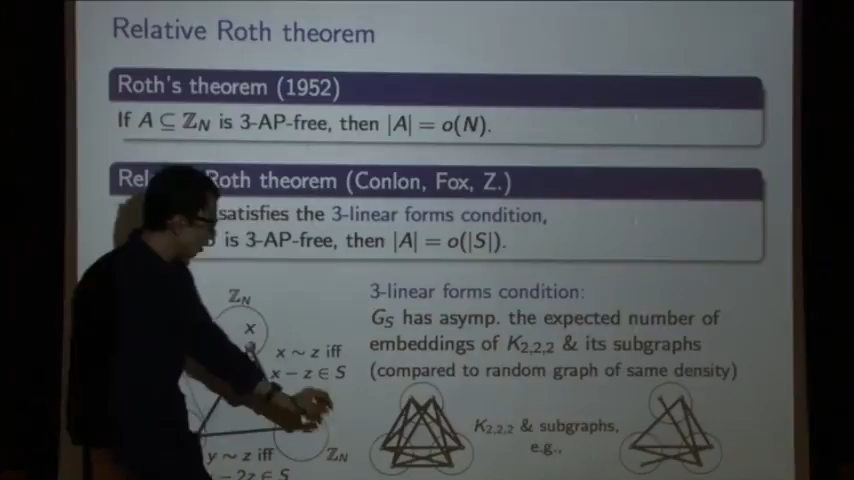 Relative Roth theorem
Roth's theorem (1952)
If A ⊆ ℤ_N is 3-AP-free, then |A| = o(N).
Roth theorem (Conlon, Fox, Z.)
satisfies the 3-linear forms condition,
is 3-AP-free, then |A| = o(|S|).
ℤ_N
x
x ~ z iff
x − z ∈ S
ℤ_N
y ~ z iff
− 2z ∈ S
3-linear forms condition:
G_S has asymp. the expected number of
embeddings of K_{2,2,2} & its subgraphs
(compared to random graph of same density)
K_{2,2,2} & subgraphs,
e.g.,